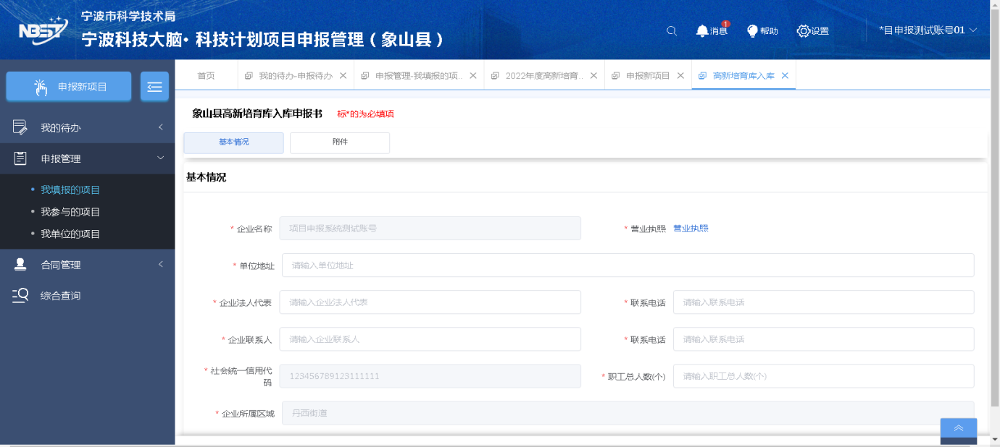 NBST
宁波市科学技术局
宁波科技大脑· 科技计划项目申报管理（象山县）
消息
1
帮助
设置
*目申报测试账号01
申报新项目
首页
我的待办-申报待办
申报管理-我填报的项..
2022年度高新培育..
申报新项目
高新培育库入库
我的待办
申报管理
我填报的项目
我参与的项目
我单位的项目
合同管理
综合查询
象山县高新培育库入库申报书 标*的为必填项
基本情况
附件
基本情况
* 企业名称 项目申报系统测试账号
* 营业执照 营业执照
* 单位地址 请输入单位地址
* 企业法人代表 请输入企业法人代表
* 联系电话 请输入联系电话
* 企业联系人 请输入企业联系人
* 联系电话 请输入联系电话
* 社会统一信用代
码
123456789123111111
* 职工总人数(个) 请输入职工总人数(个)
* 企业所属区域 丹西街道